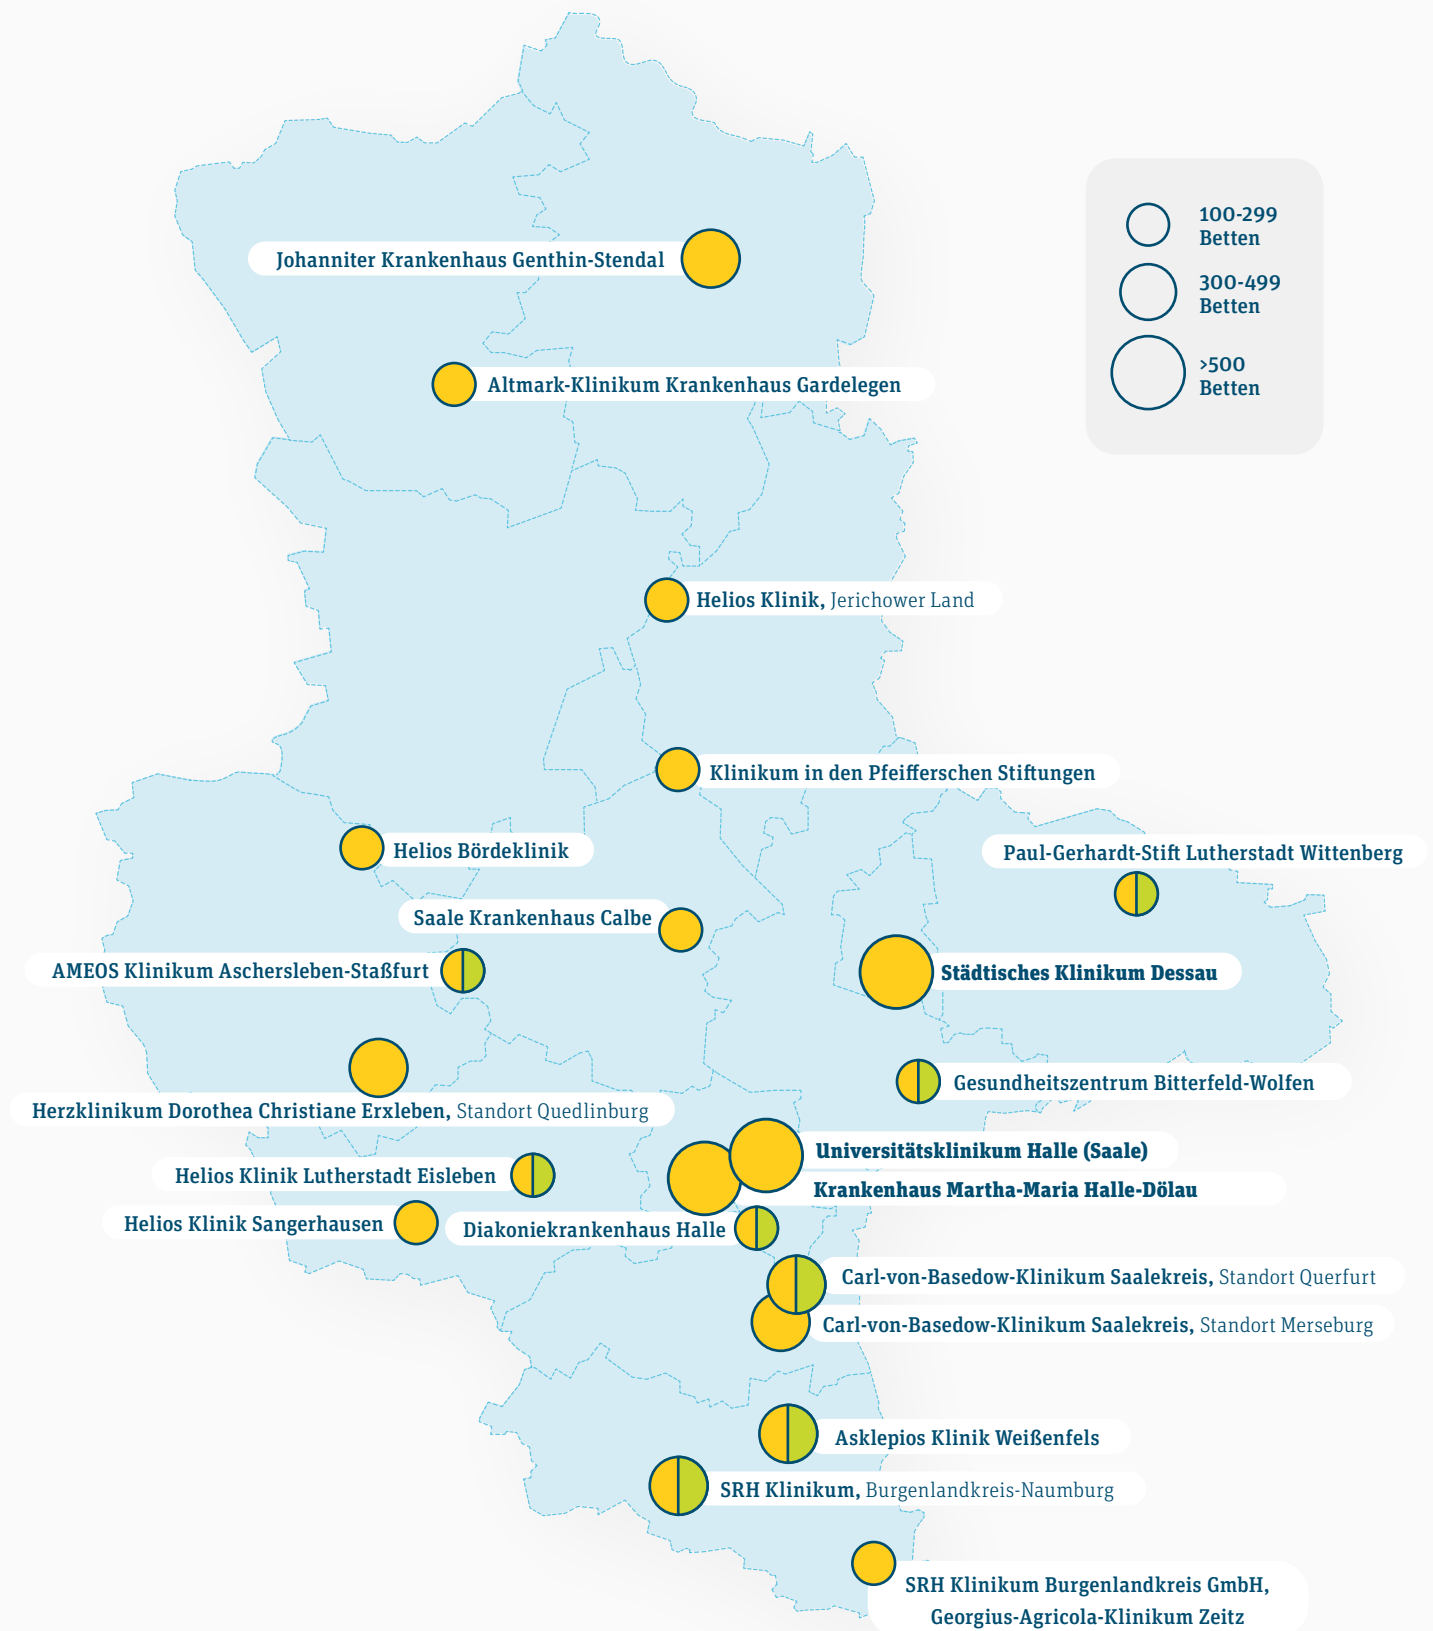 100-299
Betten
300-499
Betten
>500
Betten
Johanniter Krankenhaus Genthin-Stendal
Altmark-Klinikum Krankenhaus Gardelegen
Helios Klinik, Jerichower Land
Klinikum in den Pfeifferschen Stiftungen
Helios Bördeklinik
Paul-Gerhardt-Stift Lutherstadt Wittenberg
Saale Krankenhaus Calbe
AMEOS Klinikum Aschersleben-Staßfurt
Städtisches Klinikum Dessau
Gesundheitszentrum Bitterfeld-Wolfen
Herzklinikum Dorothea Christiane Erxleben, Standort Quedlinburg
Universitätsklinikum Halle (Saale)
Helios Klinik Lutherstadt Eisleben
Krankenhaus Martha-Maria Halle-Dölau
Helios Klinik Sangerhausen
Diakoniekrankenhaus Halle
Carl-von-Basedow-Klinikum Saalekreis, Standort Querfurt
Carl-von-Basedow-Klinikum Saalekreis, Standort Merseburg
Asklepios Klinik Weißenfels
SRH Klinikum, Burgenlandkreis-Naumburg
SRH Klinikum Burgenlandkreis GmbH,
Georgius-Agricola-Klinikum Zeitz